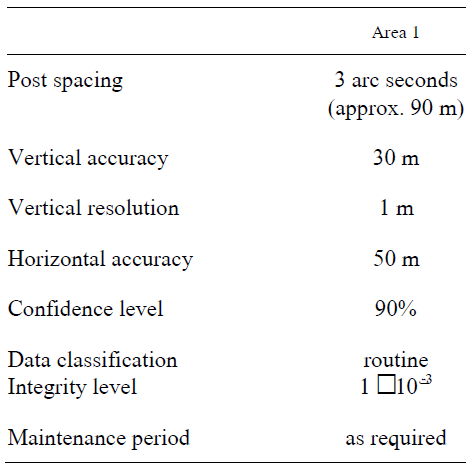 Area 1
Post spacing 3 arc seconds
(approx. 90 m)
Vertical accuracy 30 m
Vertical resolution 1 m
Horizontal accuracy 50 m
Confidence level 90%
Data classification routine
Integrity level 1 □10⁻³
Maintenance period as required